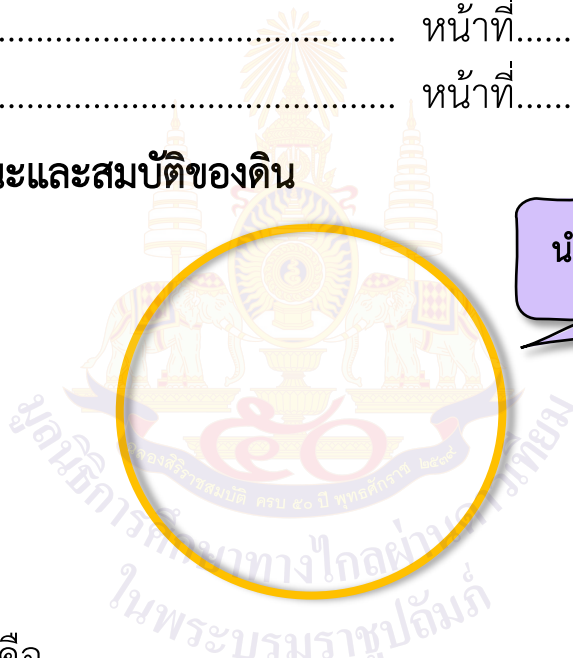 ............................................ หน้าที่......
............................................ หน้าที่......
ะและสมบัติของดิน
นำ
มูลนิธิการศึกษาทางไกลผ่านดาวเทียม
ฉลองสิริราชสมบัติ ครบ ๕๐ ปี พุทธศักราช ๒๕๓๙
ในพระบรมราชูปถัมภ์
คือ